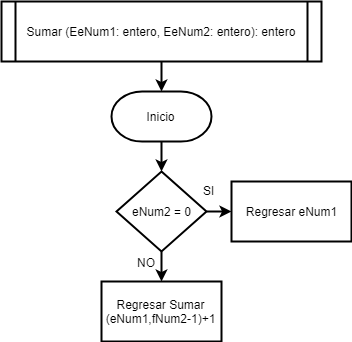 Sumar (EeNum1: entero, EeNum2: entero): entero
Inicio
eNum2 = 0
SI
Regresar eNum1
NO
Regresar Sumar
(eNum1,fNum2-1)+1